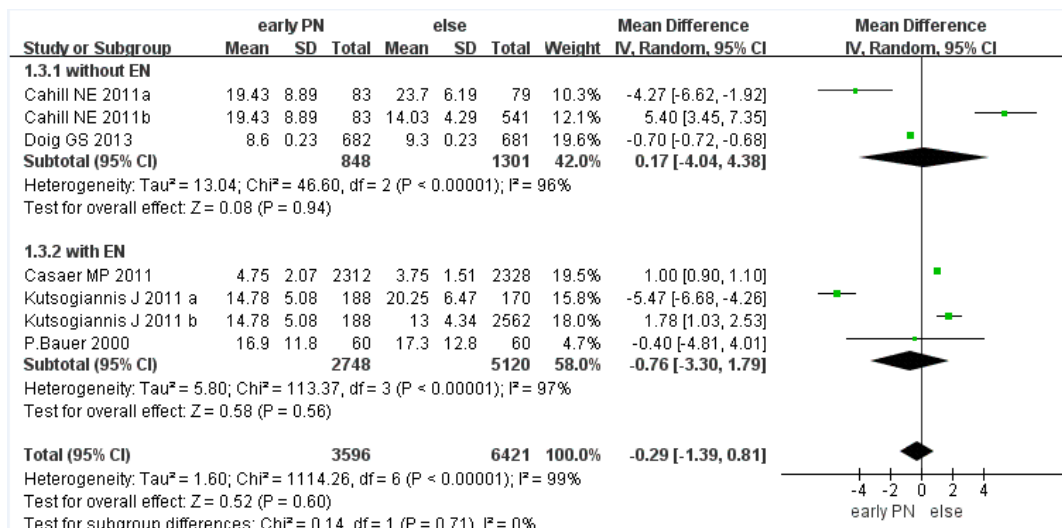 early PN else Mean Difference Mean Difference
Study or Subgroup Mean SD Total Mean SD Total Weight IV, Random, 95% CI IV, Random, 95% CI
1.3.1 without EN
Cahill NE 2011a 19.43 8.89 83 23.7 6.19 79 10.3% -4.27 [-6.62, -1.92]
Cahill NE 2011b 19.43 8.89 83 14.03 4.29 541 12.1% 5.40 [3.45, 7.35]
Doig GS 2013 8.6 0.23 682 9.3 0.23 681 19.6% -0.70 [-0.72, -0.68]
Subtotal (95% CI) 848 1301 42.0% 0.17 [-4.04, 4.38]
Heterogeneity: Tau² = 13.04; Chi² = 46.60, df = 2 (P < 0.00001); I² = 96%
Test for overall effect: Z = 0.08 (P = 0.94)
1.3.2 with EN
Casaer MP 2011 4.75 2.07 2312 3.75 1.51 2328 19.5% 1.00 [0.90, 1.10]
Kutsogiannis J 2011 a 14.78 5.08 188 20.25 6.47 170 15.8% -5.47 [-6.68, -4.26]
Kutsogiannis J 2011 b 14.78 5.08 188 13 4.34 2562 18.0% 1.78 [1.03, 2.53]
P.Bauer 2000 16.9 11.8 60 17.3 12.8 60 4.7% -0.40 [-4.81, 4.01]
Subtotal (95% CI) 2748 5120 58.0% -0.76 [-3.30, 1.79]
Heterogeneity: Tau² = 5.80; Chi² = 113.37, df = 3 (P < 0.00001); I² = 97%
Test for overall effect: Z = 0.58 (P = 0.56)
Total (95% CI) 3596 6421 100.0% -0.29 [-1.39, 0.81]
Heterogeneity: Tau² = 1.60; Chi² = 1114.26, df = 6 (P < 0.00001); I² = 99%
Test for overall effect: Z = 0.52 (P = 0.60)
Test for subgroup differences: Chi² = 0.14, df = 1 (P = 0.71), I² = 0%
-4 -2 0 2 4
early PN else